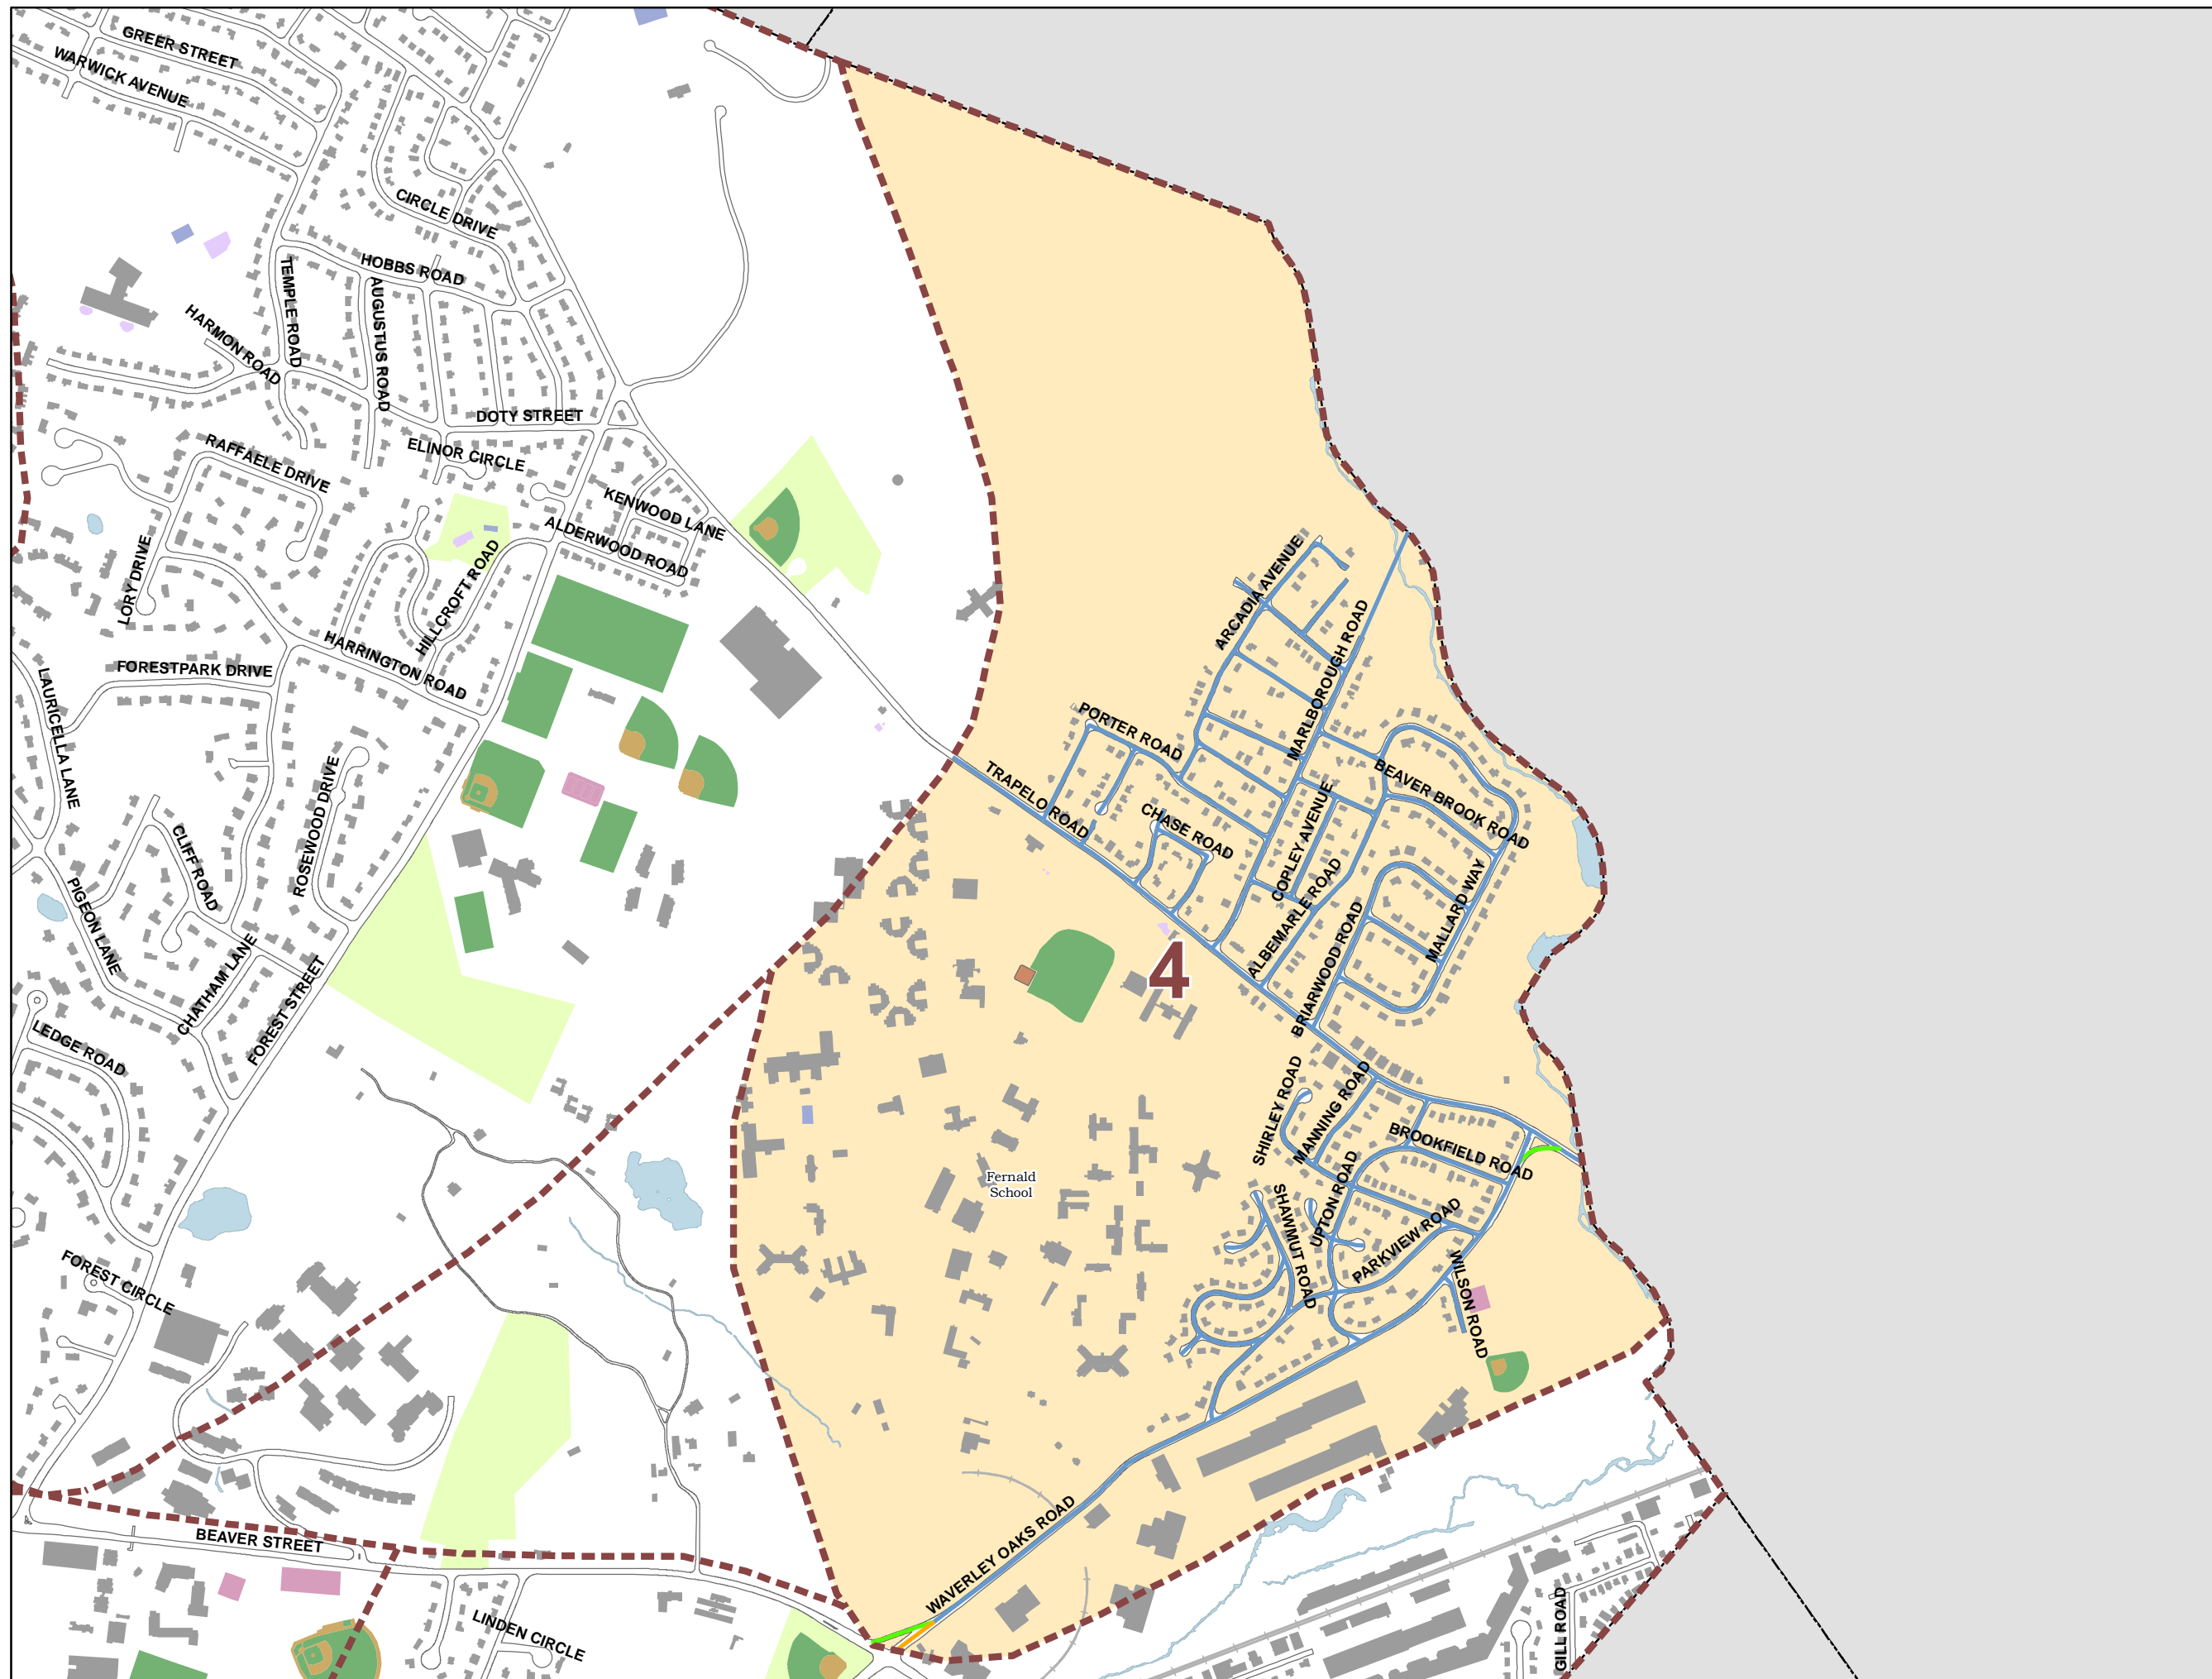 GREER STREET
WARWICK AVENUE
CIRCLE DRIVE
HOBBS ROAD
TEMPLE ROAD
AUGUSTUS ROAD
HARMON ROAD
DOTY STREET
ELINOR CIRCLE
RAFFAELE DRIVE
KENWOOD LANE
ALDERWOOD ROAD
LORY DRIVE
HILLCROFT ROAD
HARRINGTON ROAD
FORESTPARK DRIVE
LAURICELLA LANE
ROSEWOOD DRIVE
CLIFF ROAD
PIGEON LANE
CHATHAM LANE
FOREST STREET
LEDGE ROAD
FOREST CIRCLE
BEAVER STREET
LINDEN CIRCLE
ARCADIA AVENUE
MARLBOROUGH ROAD
PORTER ROAD
TRAPELO ROAD
CHASE ROAD
COPLEY AVENUE
BEAVER BROOK ROAD
ALBEMARLE ROAD
MALLARD WAY
BRIARWOOD ROAD
4
SHIRLEY ROAD
MANNING ROAD
BROOKFIELD ROAD
Fernald
School
UPTON ROAD
SHAWMUT ROAD
PARKVIEW ROAD
WILSON ROAD
WAVERLEY OAKS ROAD
GILL ROAD